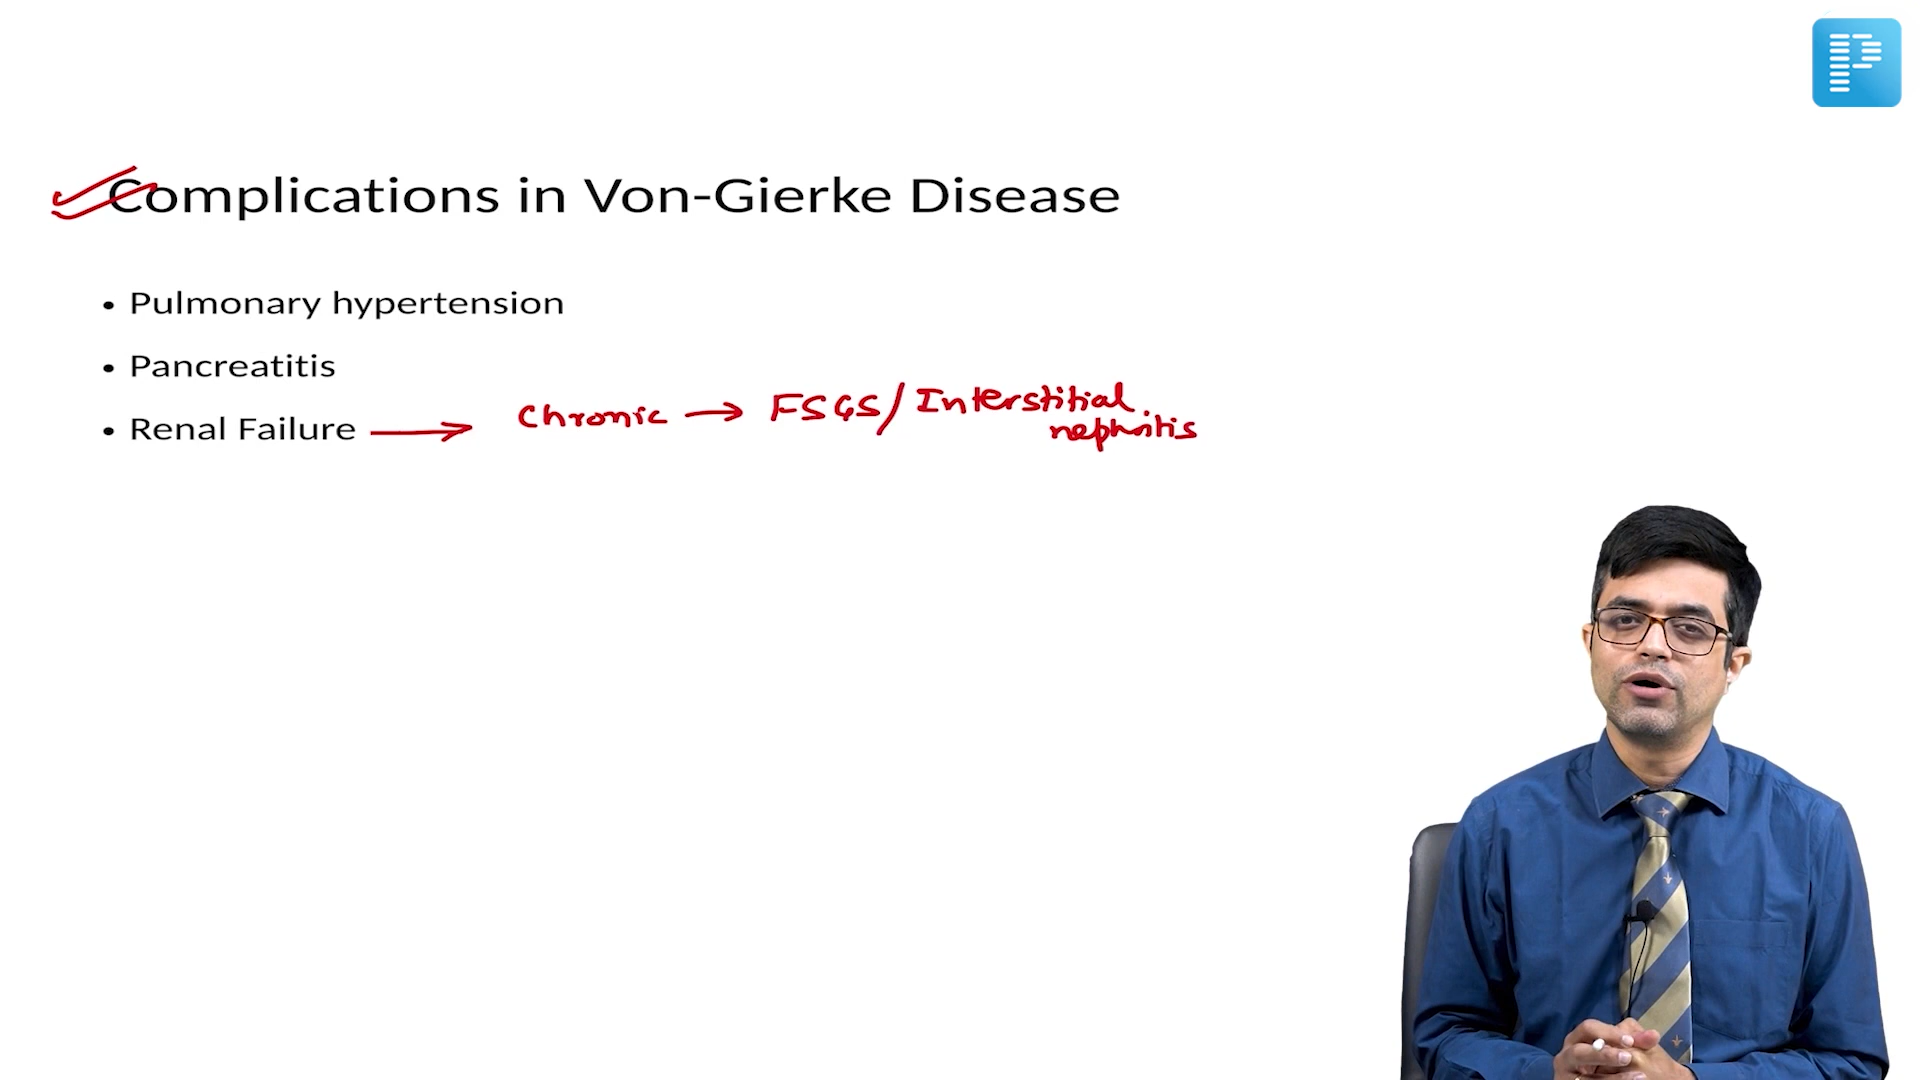 Complications in Von-Gierke Disease
• Pulmonary hypertension
• Pancreatitis
• Renal Failure → Chronic → FSGS/Interstitial
nephritis